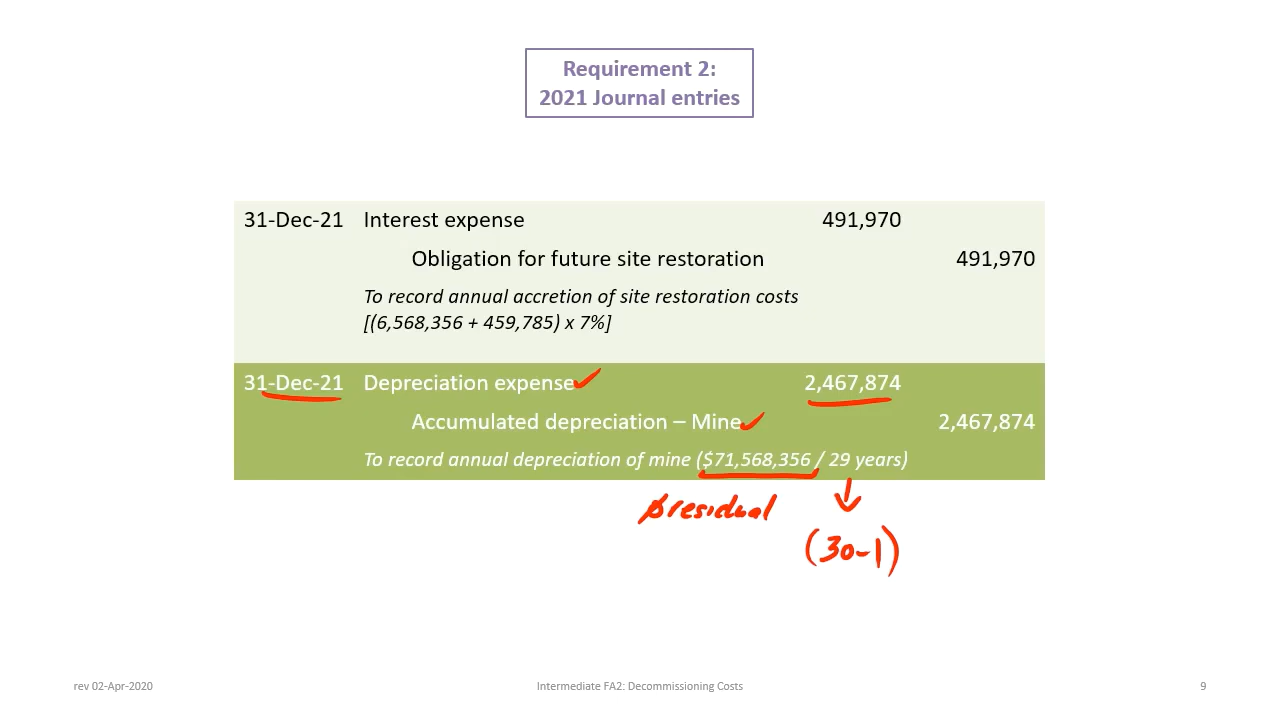 Requirement 2:
2021 Journal entries
31-Dec-21 Interest expense 491,970
Obligation for future site restoration 491,970
To record annual accretion of site restoration costs
[(6,568,356 + 459,785) x 7%]
31-Dec-21 Depreciation expense 2,467,874
Accumulated depreciation – Mine 2,467,874
To record annual depreciation of mine ($71,568,356 / 29 years)
ø residual
(30-1)
rev 02-Apr-2020 Intermediate FA2: Decommissioning Costs 9